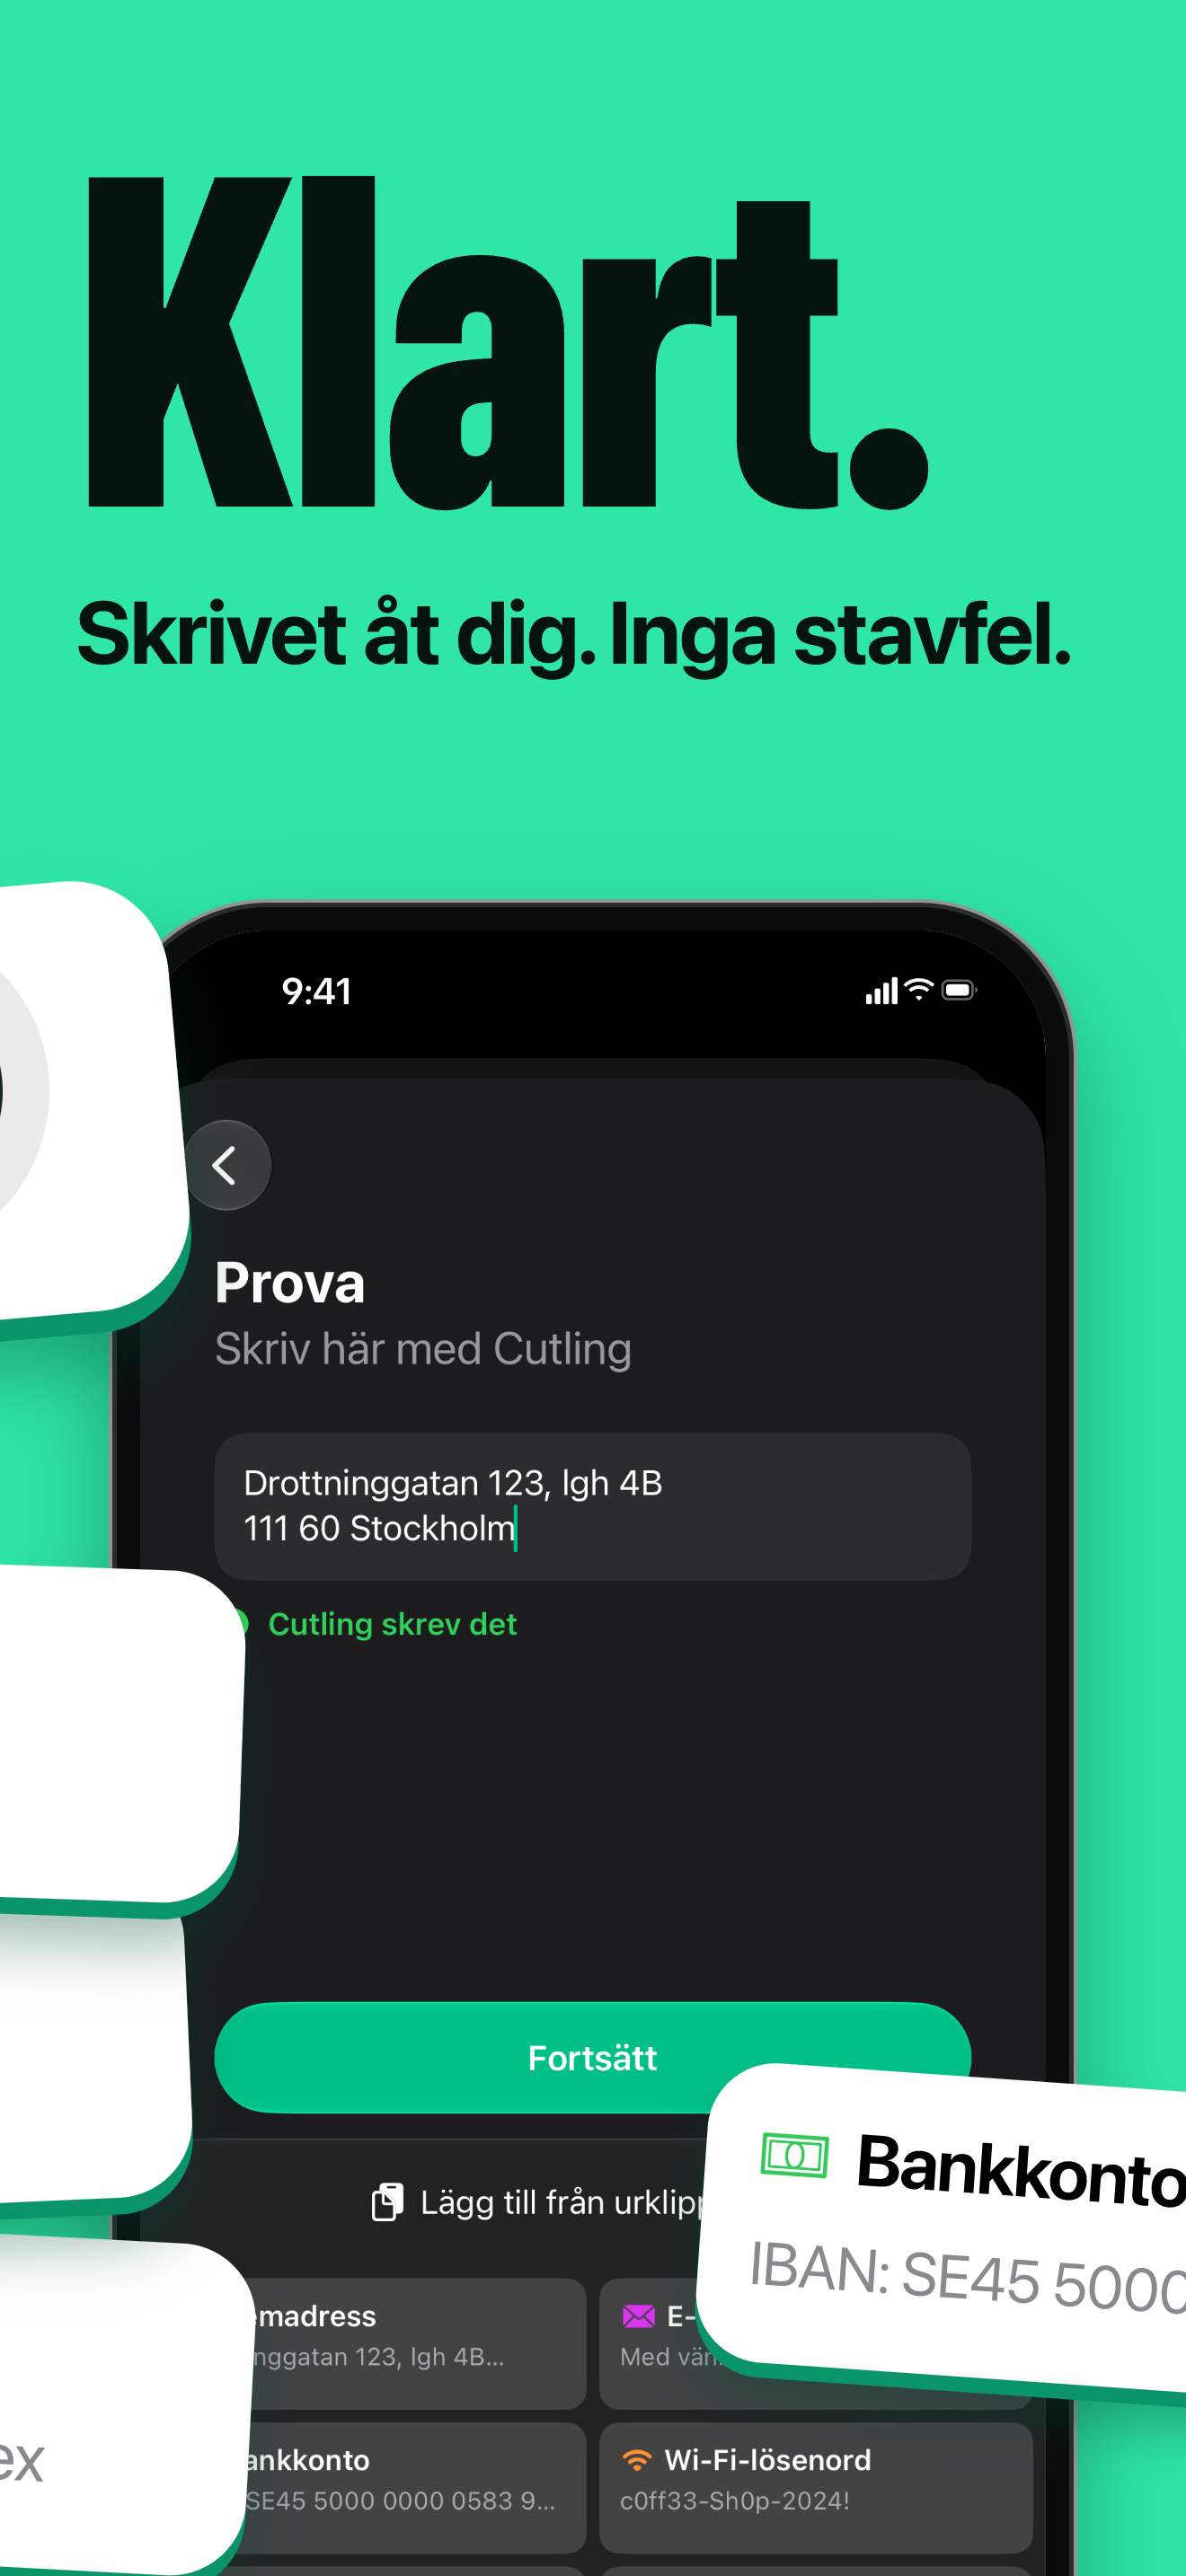 Klart.
Skrivet åt dig. Inga stavfel.
9:41
Prova
Skriv här med Cutling
Drottninggatan 123, lgh 4B
111 60 Stockholm
Cutling skrev det
Fortsätt
Lägg till från urklipp
Bankkonto
IBAN: SE45 5000
emadress
nggatan 123, lgh 4B...
E-
Med vän
ankkonto
SE45 5000 0000 0583 9...
Wi-Fi-lösenord
c0ff33-Sh0p-2024!
ex